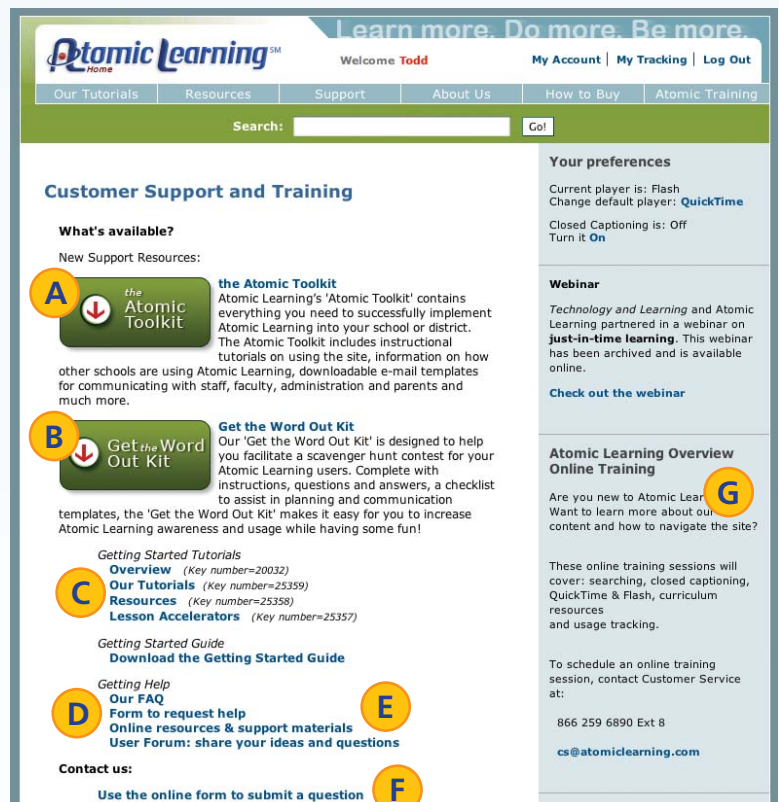 Learn more. Do more. Be more.
Atomic Learning SM
Home
Welcome Todd
My Account | My Tracking | Log Out
Our Tutorials Resources Support About Us How to Buy Atomic Training
Search: Go!
Customer Support and Training
What's available?
New Support Resources:
A
the
Atomic
Toolkit
the Atomic Toolkit
Atomic Learning's 'Atomic Toolkit' contains
everything you need to successfully implement
Atomic Learning into your school or district.
The Atomic Toolkit includes instructional
tutorials on using the site, information on how
other schools are using Atomic Learning, downloadable e-mail templates
for communicating with staff, faculty, administration and parents and
much more.
B
Get the Word
Out Kit
Get the Word Out Kit
Our 'Get the Word Out Kit' is designed to help
you facilitate a scavenger hunt contest for your
Atomic Learning users. Complete with
instructions, questions and answers, a checklist
to assist in planning and communication
templates, the 'Get the Word Out Kit' makes it easy for you to increase
Atomic Learning awareness and usage while having some fun!
Getting Started Tutorials
Overview (Key number=20032)
C
Our Tutorials (Key number=25359)
Resources (Key number=25358)
Lesson Accelerators (Key number=25357)
Getting Started Guide
Download the Getting Started Guide
Getting Help
Our FAQ
D
Form to request help
E
Online resources & support materials
User Forum: share your ideas and questions
Contact us:
Use the online form to submit a question
F
Your preferences
Current player is: Flash
Change default player: QuickTime
Closed Captioning is: Off
Turn it On
Webinar
Technology and Learning and Atomic
Learning partnered in a webinar on
just-in-time learning. This webinar
has been archived and is available
online.
Check out the webinar
Atomic Learning Overview
Online Training
G
Are you new to Atomic
Want to learn more about
content and how to navigate the site?
These online training sessions will
cover: searching, closed captioning,
QuickTime & Flash, curriculum
resources
and usage tracking.
To schedule an online training
session, contact Customer Service
at:
866 259 6890 Ext 8
cs@atomiclearning.com